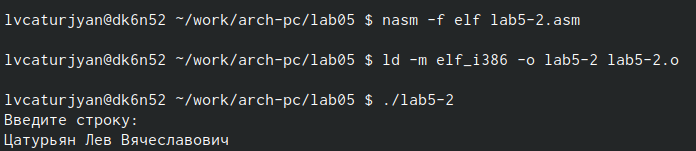 lvcaturjyan@dk6n52 ~/work/arch-pc/lab05 $ nasm -f elf lab5-2.asm
lvcaturjyan@dk6n52 ~/work/arch-pc/lab05 $ ld -m elf_i386 -o lab5-2 lab5-2.o
lvcaturjyan@dk6n52 ~/work/arch-pc/lab05 $ ./lab5-2
Введите строку:
Цатурьян Лев Вячеславович